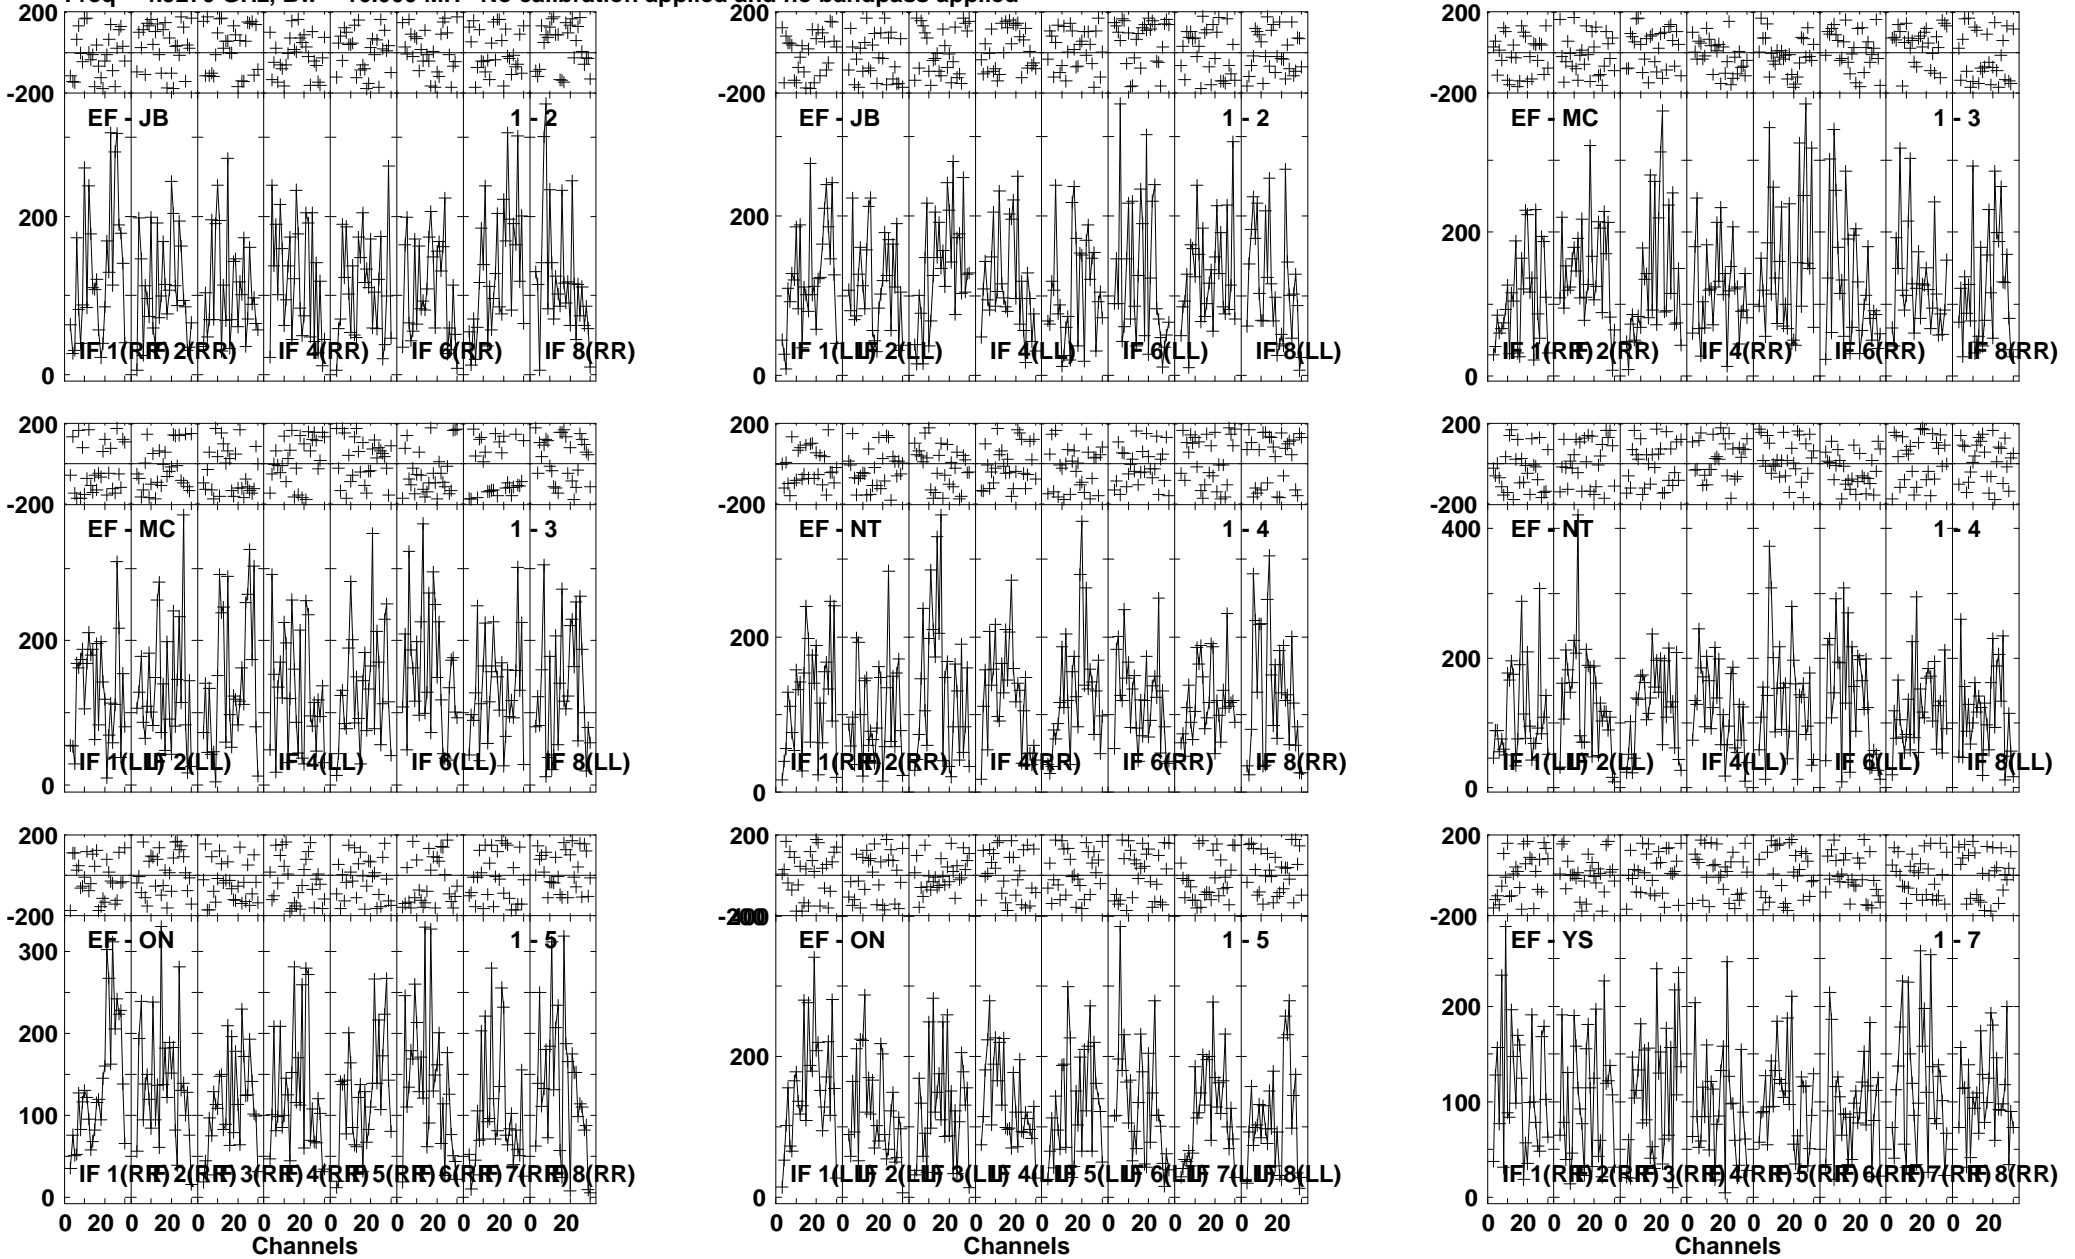 No calibration applied and no bandpass applied
200 200 200
-200 -200 -200
EF - JB 1 - 2 EF - JB 1 - 2 EF - MC 1 - 3
200 200 200
IF 1(RR) IF 2(RR) IF 4(RR) IF 6(RR) IF 8(RR) IF 1(LL) IF 2(LL) IF 4(LL) IF 6(LL) IF 8(LL) IF 1(RR) IF 2(RR) IF 4(RR) IF 6(RR) IF 8(RR)
0 0 0
200 200 200
-200 -200 -200
EF - MC 1 - 3 EF - NT 1 - 4 400 EF - NT 1 - 4
200 200 200
IF 1(LL) IF 2(LL) IF 4(LL) IF 6(LL) IF 8(LL) IF 1(RR) IF 2(RR) IF 4(RR) IF 6(RR) IF 8(RR) IF 1(LL) IF 2(LL) IF 4(LL) IF 6(LL) IF 8(LL)
0 0 0
200 200 200
-200 -200 400 -200
EF - ON 1 - 5 EF - ON 1 - 5 EF - YS 1 - 7
300
200 200 200
100 100
IF 1(RR) IF 2(RR) IF 3(RR) IF 4(RR) IF 5(RR) IF 6(RR) IF 7(RR) IF 8(RR) IF 1(LL) IF 2(LL) IF 3(LL) IF 4(LL) IF 5(LL) IF 6(LL) IF 7(LL) IF 8(LL) IF 1(RR) IF 2(RR) IF 3(RR) IF 4(RR) IF 5(RR) IF 6(RR) IF 7(RR) IF 8(RR)
0 0 0
0 20 0 20 0 20 0 20 0 20 0 20 0 20 0 20 0 20 0 20 0 20 0 20 0 20 0 20 0 20 0 20 0 20 0 20 0 20 0 20 0 20 0 20 0 20 0 20
Channels Channels Channels